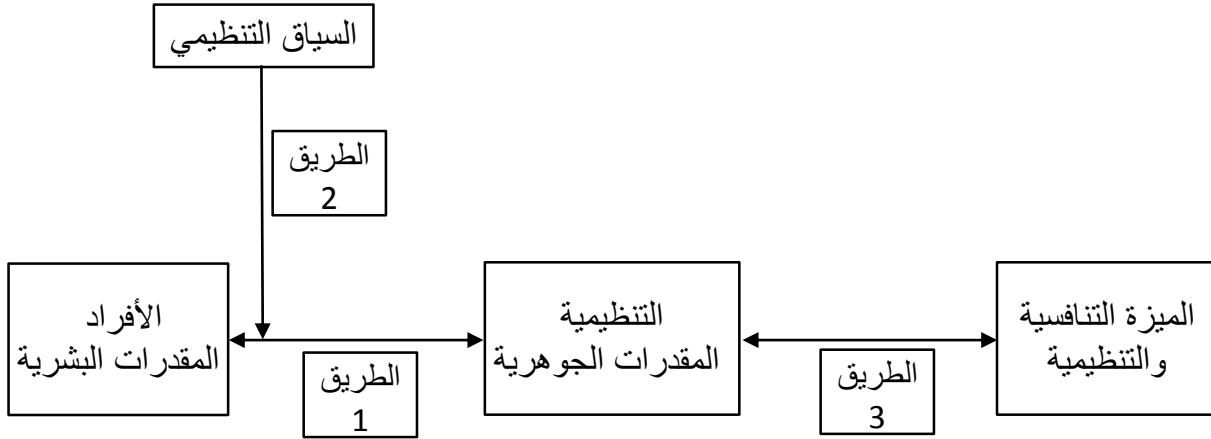 السياق التنظيمي
الطريق
2
الميزة التنافسية
والتنظيمية
التنظيمية
المقدرات الجوهرية
الأفراد
المقدرات البشرية
الطريق
3
الطريق
1